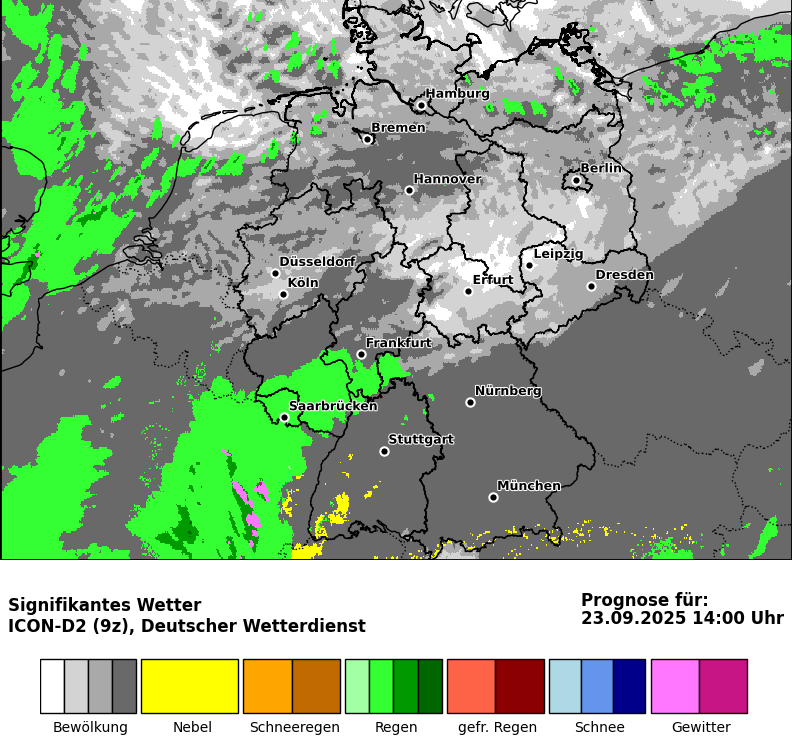 Hamburg
Bremen
Berlin
Hannover
Leipzig
Düsseldorf
Dresden
Köln
Erfurt
Frankfurt
Nürnberg
Saarbrücken
Stuttgart
München
Signifikantes Wetter
ICON-D2 (9z), Deutscher Wetterdienst
Prognose für:
23.09.2025 14:00 Uhr
Bewölkung Nebel Schneeregen Regen gefr. Regen Schnee Gewitter